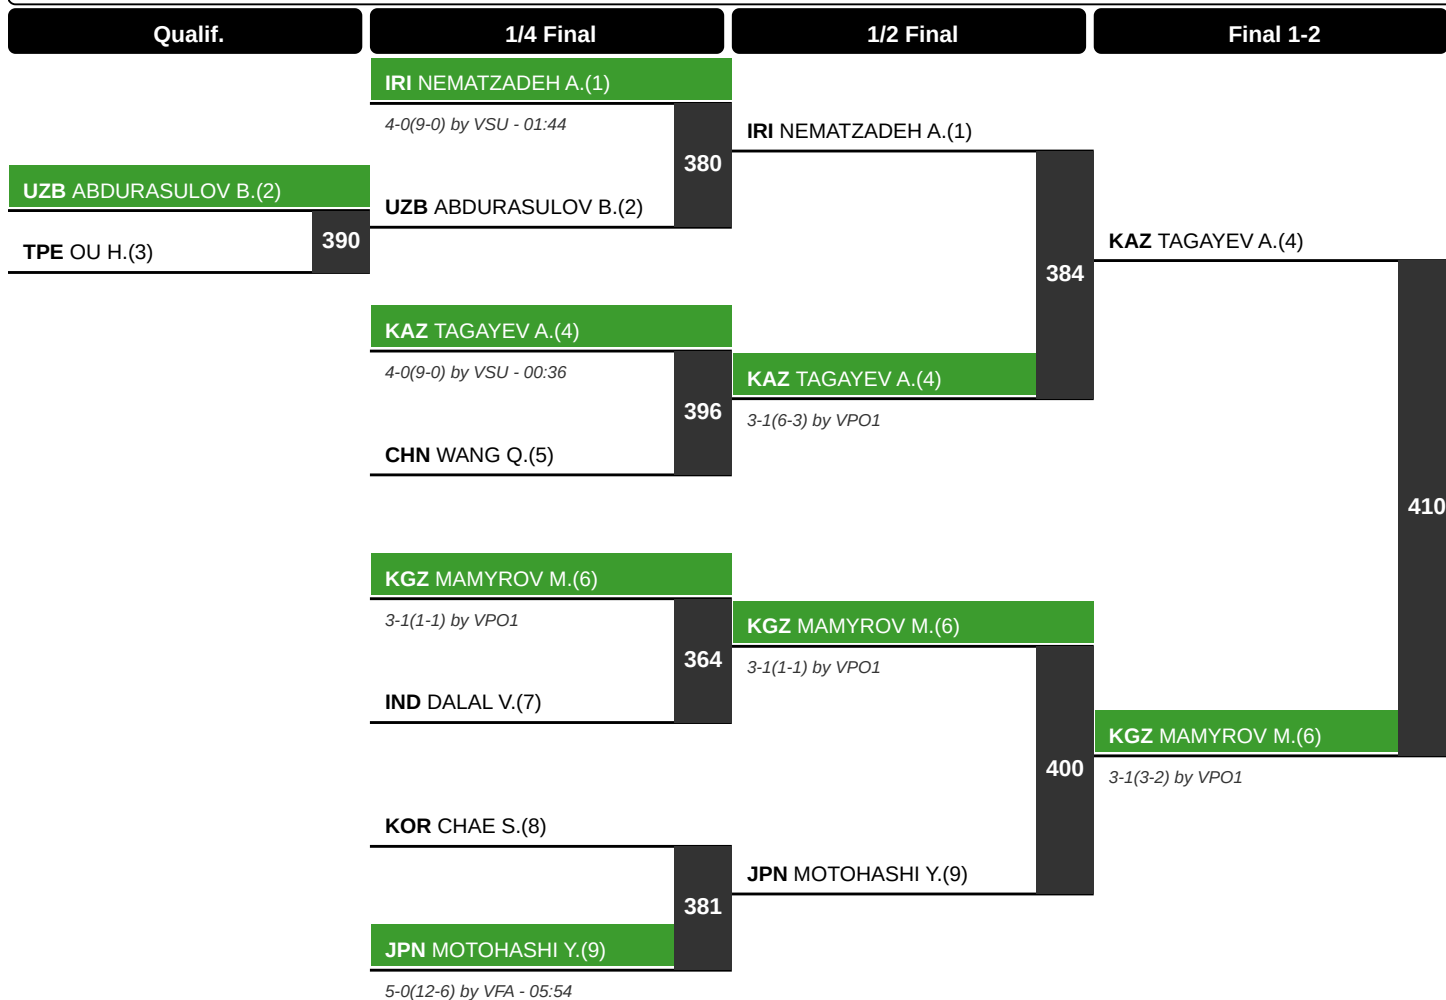 Qualif.
1/4 Final
1/2 Final
Final 1-2
UZB ABDURASULOV B.(2)
TPE OU H.(3)
390
IRI NEMATZADEH A.(1)
4-0(9-0) by VSU - 01:44
380
UZB ABDURASULOV B.(2)
KAZ TAGAYEV A.(4)
4-0(9-0) by VSU - 00:36
396
CHN WANG Q.(5)
KGZ MAMYROV M.(6)
3-1(1-1) by VPO1
364
IND DALAL V.(7)
KOR CHAE S.(8)
381
JPN MOTOHASHI Y.(9)
5-0(12-6) by VFA - 05:54
IRI NEMATZADEH A.(1)
384
KAZ TAGAYEV A.(4)
3-1(6-3) by VPO1
KGZ MAMYROV M.(6)
3-1(1-1) by VPO1
400
JPN MOTOHASHI Y.(9)
KAZ TAGAYEV A.(4)
410
KGZ MAMYROV M.(6)
3-1(3-2) by VPO1